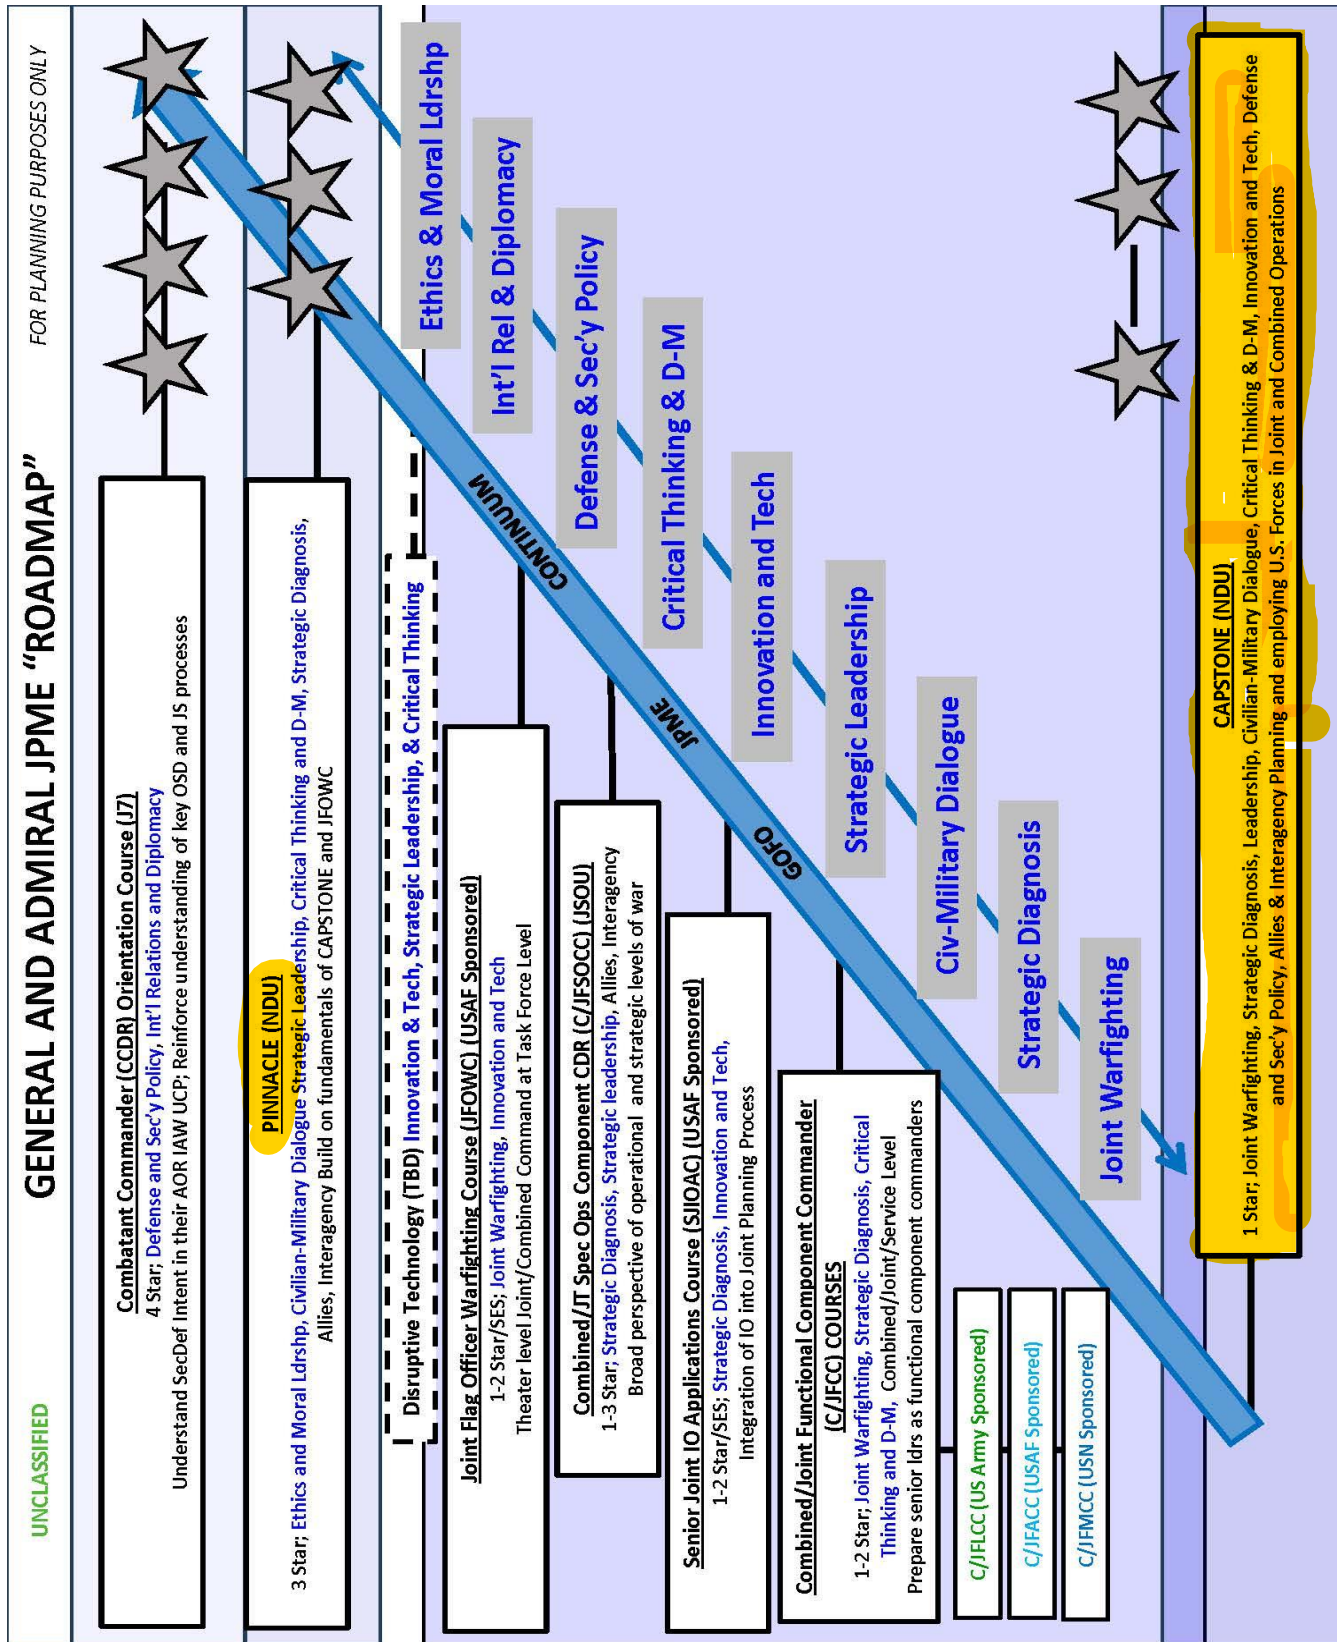 UNCLASSIFIED
GENERAL AND ADMIRAL JPME “ROADMAP”
FOR PLANNING PURPOSES ONLY
Combatant Commander (CCDR) Orientation Course (J7)
4 Star; Defense and Sec’y Policy, Int’l Relations and Diplomacy
Understand SecDef Intent in their AOR IAW UCP; Reinforce understanding of key OSD and JS processes
PINNACLE (NDU)
3 Star; Ethics and Moral Ldrshp, Civilian-Military Dialogue Strategic Leadership, Critical Thinking and D-M, Strategic Diagnosis,
Allies, Interagency Build on fundamentals of CAPSTONE and JFOWC
Disruptive Technology (TBD) Innovation & Tech, Strategic Leadership, & Critical Thinking
Joint Flag Officer Warfighting Course (JFOWC) (USAF Sponsored)
1-2 Star/SES; Joint Warfighting, Innovation and Tech
Theater level Joint/Combined Command at Task Force Level
Combined/JT Spec Ops Component CDR (C/JFSOCC) (JSOU)
1-3 Star; Strategic Diagnosis, Strategic leadership, Allies, Interagency
Broad perspective of operational and strategic levels of war
Senior Joint IO Applications Course (SJIOAC) (USAF Sponsored)
1-2 Star/SES; Strategic Diagnosis, Innovation and Tech,
Integration of IO into Joint Planning Process
Combined/Joint Functional Component Commander
(C/JFCC) COURSES
1-2 Star; Joint Warfighting, Strategic Diagnosis, Critical
Thinking and D-M, Combined/Joint/Service Level
Prepare senior ldrs as functional component commanders
C/JFLCC (US Army Sponsored)
C/JFACC (USAF Sponsored)
C/JFMCC (USN Sponsored)
GOFO JPME CONTINUUM
Ethics & Moral Ldrshp
Int’l Rel & Diplomacy
Defense & Sec’y Policy
Critical Thinking & D-M
Innovation and Tech
Strategic Leadership
Civ-Military Dialogue
Strategic Diagnosis
Joint Warfighting
CAPSTONE (NDU)
1 Star; Joint Warfighting, Strategic Diagnosis, Leadership, Civilian-Military Dialogue, Critical Thinking & D-M, Innovation and Tech, Defense
and Sec’y Policy, Allies & Interagency Planning and employing U.S. Forces in Joint and Combined Operations